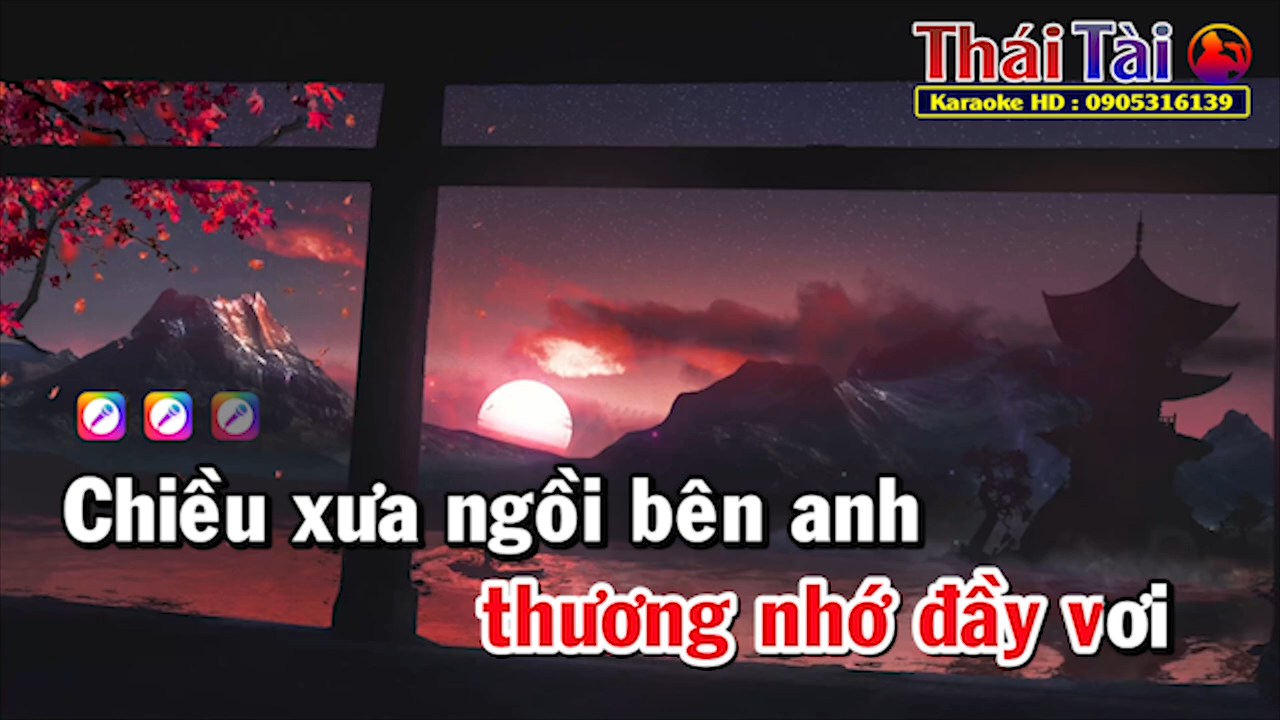 Thái Tài
Karaoke HD : 0905316139
Chiều xưa ngồi bên anh
thương nhớ đầy vơi